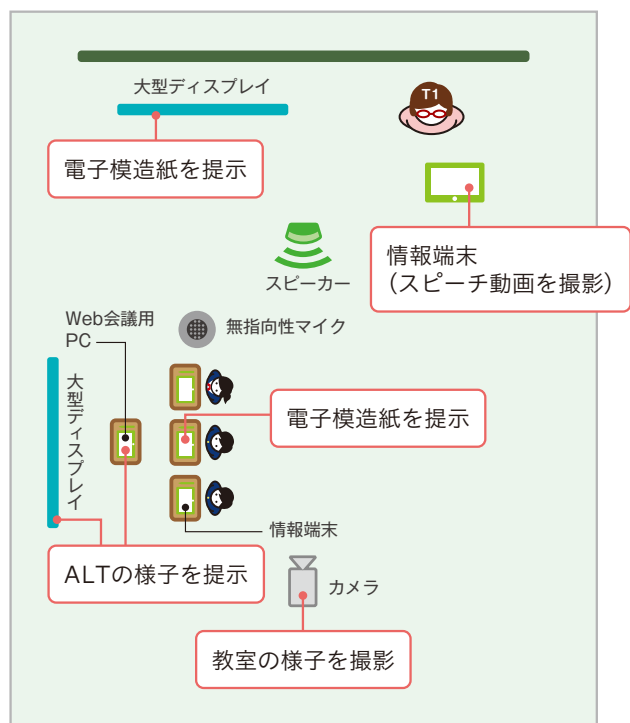 大型ディスプレイ
T1
電子模造紙を提示
情報端末
(スピーチ動画を撮影)
スピーカー
Web会議用
PC
無指向性マイク
大型ディスプレイ
電子模造紙を提示
情報端末
ALTの様子を提示
カメラ
教室の様子を撮影